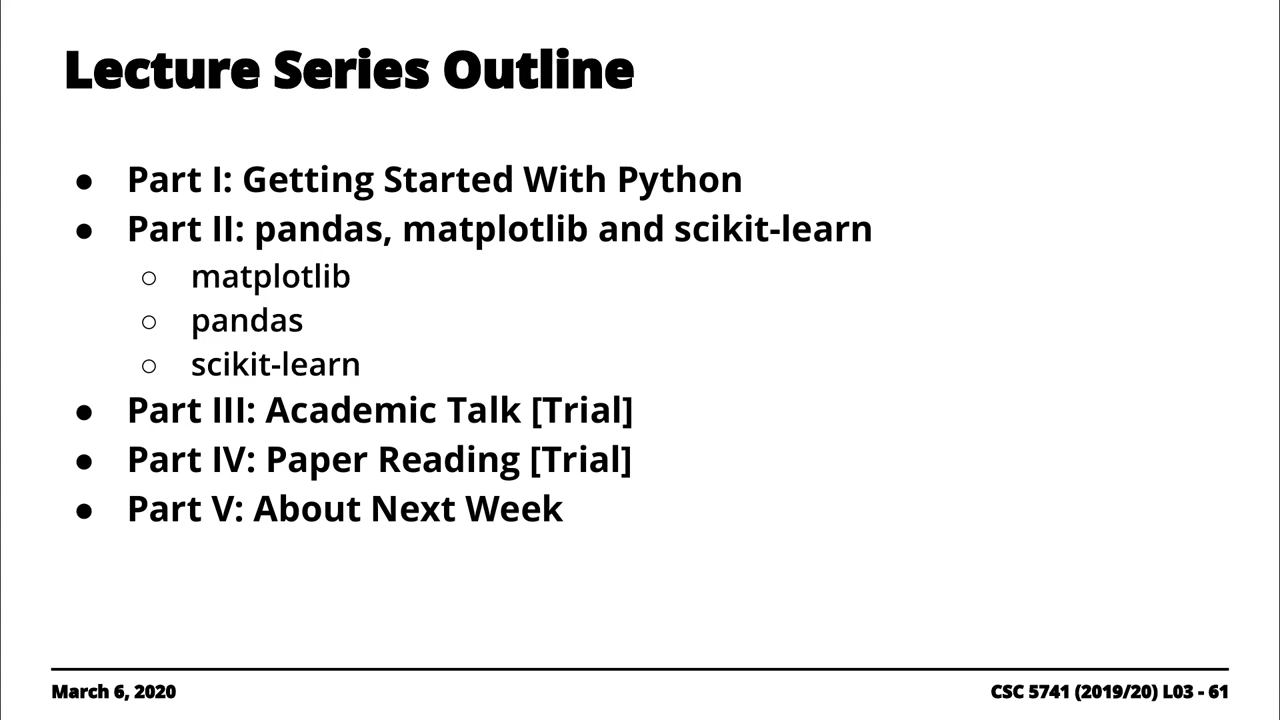 Lecture Series Outline
● Part I: Getting Started With Python
● Part II: pandas, matplotlib and scikit-learn
○ matplotlib
○ pandas
○ scikit-learn
● Part III: Academic Talk [Trial]
● Part IV: Paper Reading [Trial]
● Part V: About Next Week
March 6, 2020
CSC 5741 (2019/20) L03 - 61